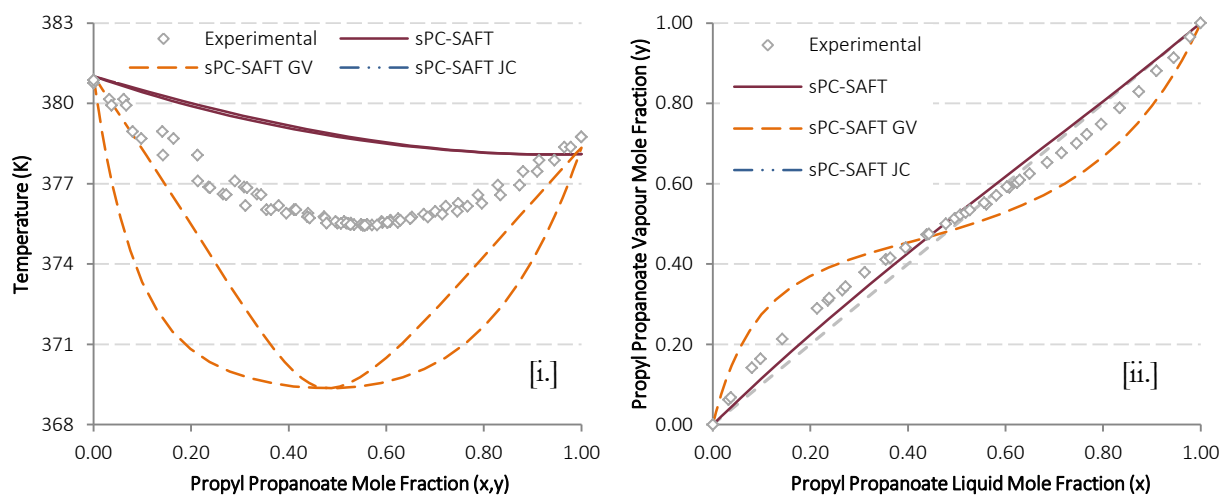 383
380
377
374
371
368
Temperature (K)
Experimental
sPC-SAFT
sPC-SAFT GV
sPC-SAFT JC
[i.]
0.00
0.20
0.40
0.60
0.80
1.00
Propyl Propanoate Mole Fraction (x,y)
1.00
0.80
0.60
0.40
0.20
0.00
Propyl Propanoate Vapour Mole Fraction (y)
Experimental
sPC-SAFT
sPC-SAFT GV
sPC-SAFT JC
[ii.]
0.00
0.20
0.40
0.60
0.80
1.00
Propyl Propanoate Liquid Mole Fraction (x)